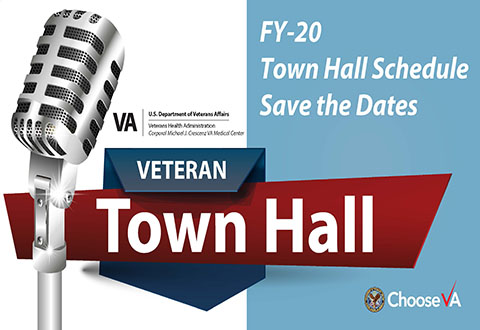 FY-20
Town Hall Schedule
Save the Dates
VA
U.S. Department of Veterans Affairs
Veterans Health Administration
Corporal Michael J. Crescenz VA Medical Center
VETERAN
Town Hall
ChooseVA